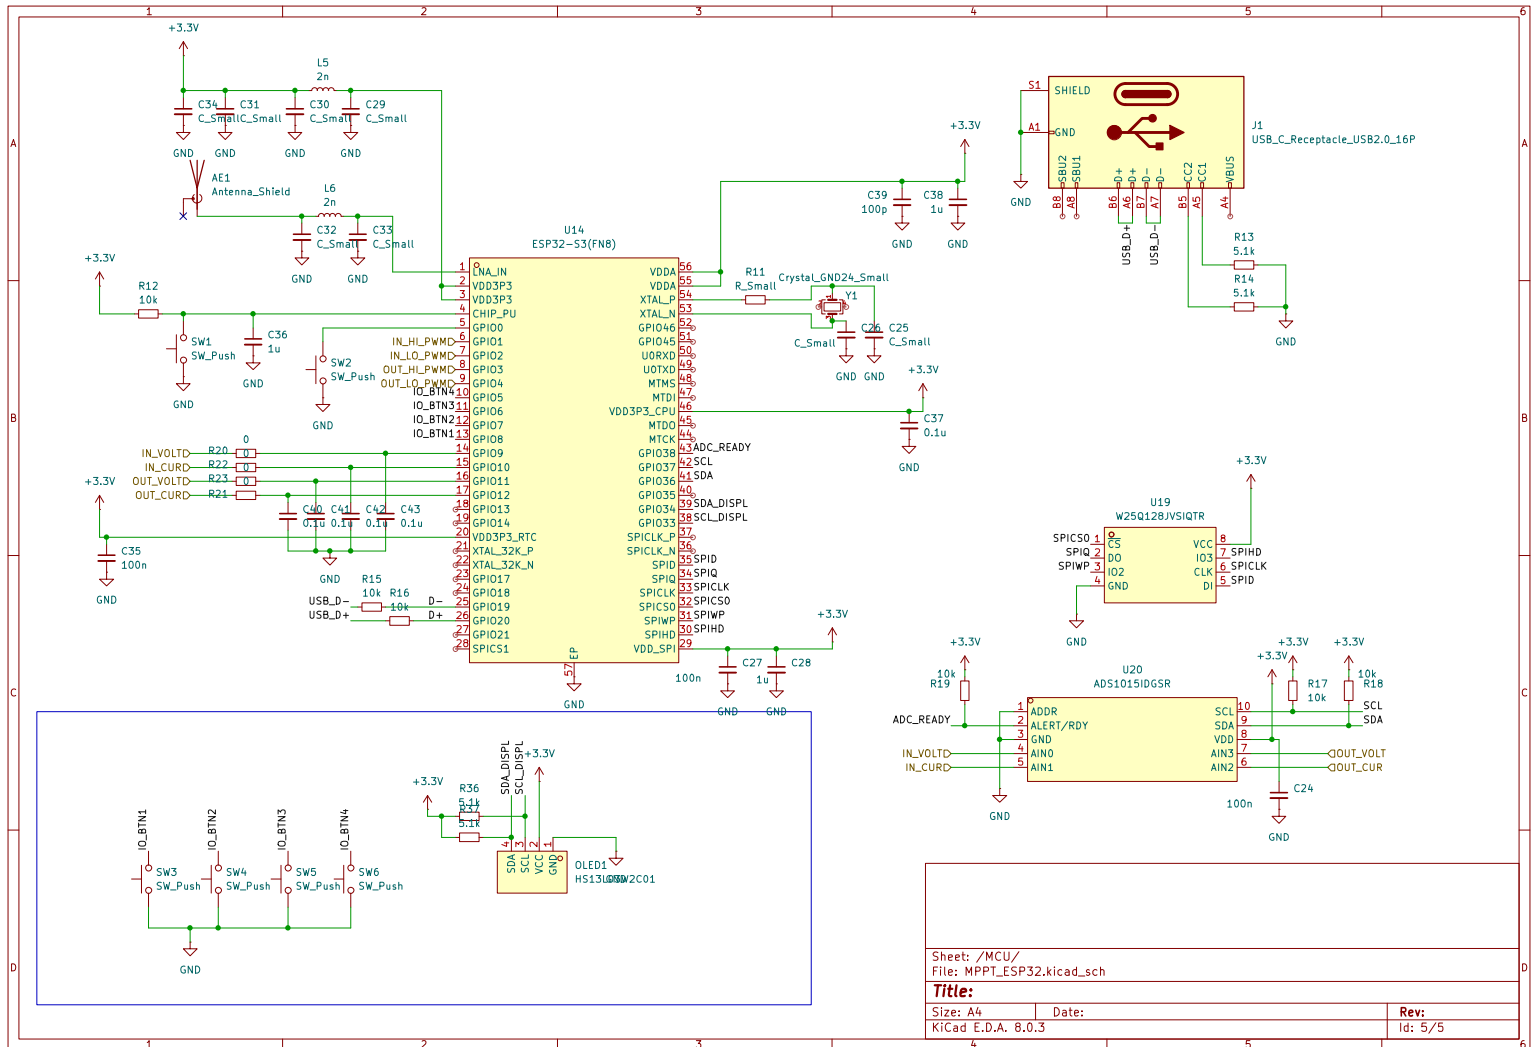 1 2 3 4 5 6
A
B
C
D
+3.3V
L5
2n
C34
C_Small
C31
C_Small
C30
C_Small
C29
C_Small
GND GND GND GND
AE1
Antenna_Shield
L6
2n
C32
C_Small
C33
C_Small
GND GND
+3.3V
R12
10k
SW1
SW_Push
GND
C36
1u
GND
SW2
SW_Push
GND
IN_HI_PWM
IN_LO_PWM
OUT_HI_PWM
OUT_LO_PWM
IO_BTN4
IO_BTN3
IO_BTN2
IO_BTN1
0
IN_VOLT R20 0
IN_CUR R22 0
OUT_VOLT R23 0
OUT_CUR R21
+3.3V
C40
0.1u
C41
0.1u
C42
0.1u
C43
0.1u
GND
C35
100n
GND
R15
10k
R16
10k
USB_D- D-
USB_D+ D+
U14
ESP32-S3(FN8)
1 LNA_IN
2 VDD3P3
3 VDD3P3
4 CHIP_PU
5 GPIO0
6 GPIO1
7 GPIO2
8 GPIO3
9 GPIO4
10 GPIO5
11 GPIO6
12 GPIO7
13 GPIO8
14 GPIO9
15 GPIO10
16 GPIO11
17 GPIO12
18 GPIO13
19 GPIO14
20 VDD3P3_RTC
21 XTAL_32K_P
22 XTAL_32K_N
23 GPIO17
24 GPIO18
25 GPIO19
26 GPIO20
27 GPIO21
28 SPICS1
EP
57
GND
VDDA 56
VDDA 55
XTAL_P 54
XTAL_N 53
GPIO46 52
GPIO45 51
U0RXD 50
U0TXD 49
MTMS 48
MTDI 47
VDD3P3_CPU 46
MTDO 45
MTCK 44
GPIO38 43 ADC_READY
GPIO37 42 SCL
GPIO36 41 SDA
GPIO35 40
GPIO34 39 SDA_DISPL
GPIO33 38 SCL_DISPL
SPICLK_P 37
SPICLK_N 36
SPID 35 SPID
SPIQ 34 SPIQ
SPICLK 33 SPICLK
SPICS0 32 SPICS0
SPIWP 31 SPIWP
SPIHD 30 SPIHD
VDD_SPI 29
+3.3V
C39
100p
C38
1u
GND GND
R11
R_Small
Crystal_GND24_Small
Y1
C26
C_Small
C25
C_Small
GND GND
+3.3V
C37
0.1u
GND
+3.3V
C27
100n
C28
1u
GND GND
J1
USB_C_Receptacle_USB2.0_16P
S1 SHIELD
A1 GND
SBU2
SBU1
D+
D+
D-
D-
CC2
CC1
VBUS
B8 A8 B6 A6 B7 A7 B5 A5 A4
GND
USB_D+
USB_D-
R13
5.1k
R14
5.1k
GND
+3.3V
U19
W25Q128JVSIQTR
SPICS0 1 CS
SPIQ 2 DO
SPIWP 3 IO2
4 GND
VCC 8
IO3 7 SPIHD
CLK 6 SPICLK
DI 5 SPID
GND
+3.3V
10k
R19
+3.3V
+3.3V
R17
10k
+3.3V
10k
R18
U20
ADS1015IDGSR
ADC_READY
IN_VOLT
IN_CUR
1 ADDR
2 ALERT/RDY
3 GND
4 AIN0
5 AIN1
SCL 10 SCL
SDA 9 SDA
VDD 8
AIN3 7 OUT_VOLT
AIN2 6 OUT_CUR
GND
C24
100n
GND
IO_BTN1
IO_BTN2
IO_BTN3
IO_BTN4
SW3
SW_Push
SW4
SW_Push
SW5
SW_Push
SW6
SW_Push
GND
+3.3V
R36
5.1k
R37
5.1k
SDA_DISPL
SCL_DISPL
+3.3V
4 SDA
3 SCL
2 VCC
1 GND
OLED1
GND
Sheet: /MCU/
File: MPPT_ESP32.kicad_sch
Title:
Size: A4 Date: Rev:
KiCad E.D.A. 8.0.3 Id: 5/5